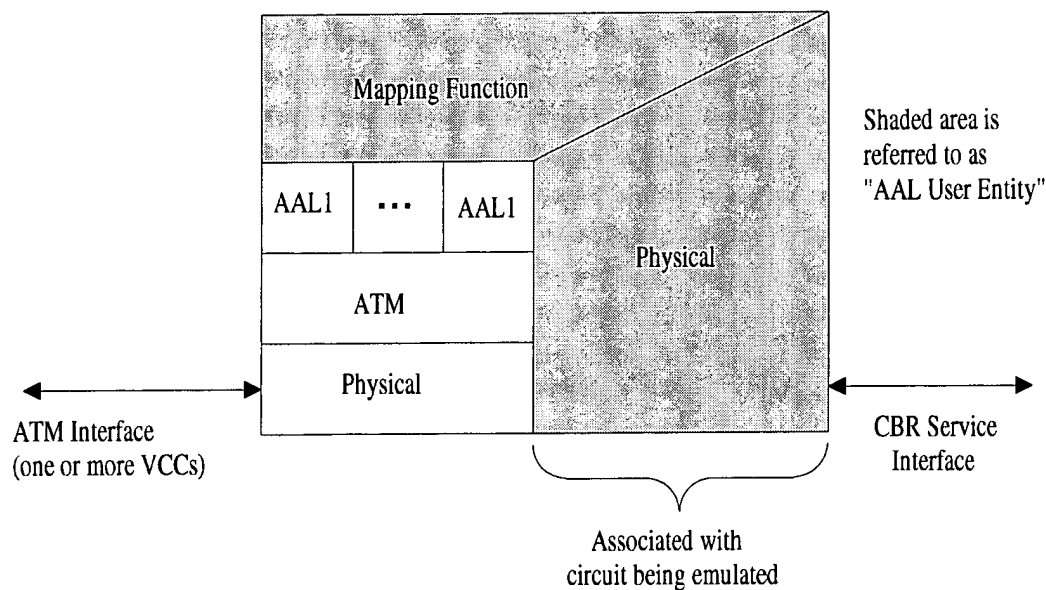 Mapping Function
Shaded area is
referred to as
"AAL User Entity"
AAL1
...
AAL1
Physical
ATM
Physical
ATM Interface
(one or more VCCs)
CBR Service
Interface
Associated with
circuit being emulated